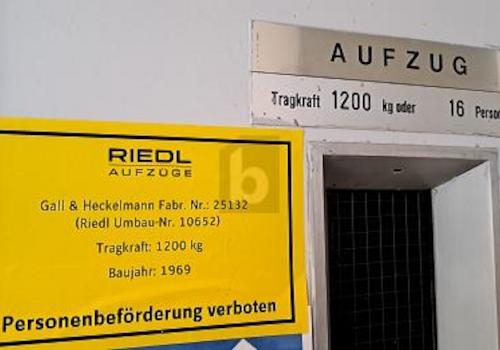 AUFZUG
Tragkraft 1200 kg oder 16 Person
RIEDL
AUFZÜGE
Gall & Heckelmann Fabr. Nr.: 25132
(Riedl Umbau-Nr. 10652)
Tragkraft: 1200 kg
Baujahr: 1969
Personenbeförderung verboten
b